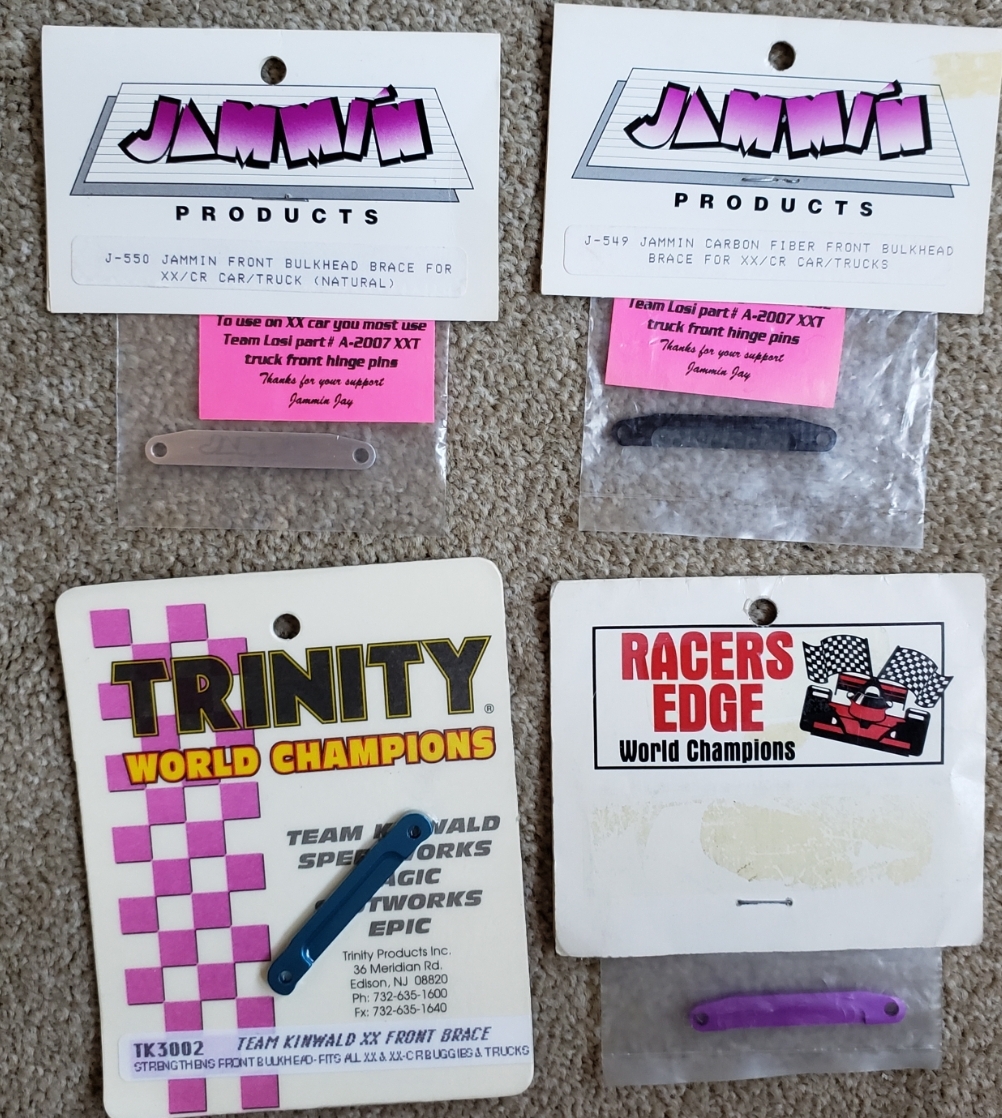 JAMMIN
PRODUCTS
J-550 JAMMIN FRONT BULKHEAD BRACE FOR
XX/CR CAR/TRUCK (NATURAL)
To use on XX car you most use
Team Losi part# A-2007 XXT
truck front hinge pins
Thanks for your support
Jammin Jay
JAMMIN
PRODUCTS
J-549 JAMMIN CARBON FIBER FRONT BULKHEAD
BRACE FOR XX/CR CAR/TRUCKS
Team Losi part# A-2007 XXT
truck front hinge pins
Thanks for your support
Jammin Jay
TRINITY®
WORLD CHAMPIONS
TEAM KINWALD
EPIC
Trinity Products Inc.
36 Meridian Rd.
Edison, NJ 08820
Ph: 732-635-1600
Fx: 732-635-1640
TK3002 TEAM KINWALD XX FRONT BRACE
STRENGTHENS FRONT BULKHEAD-FITS ALL XX & XX-CR BUGGIES & TRUCKS
RACERS
EDGE
World Champions